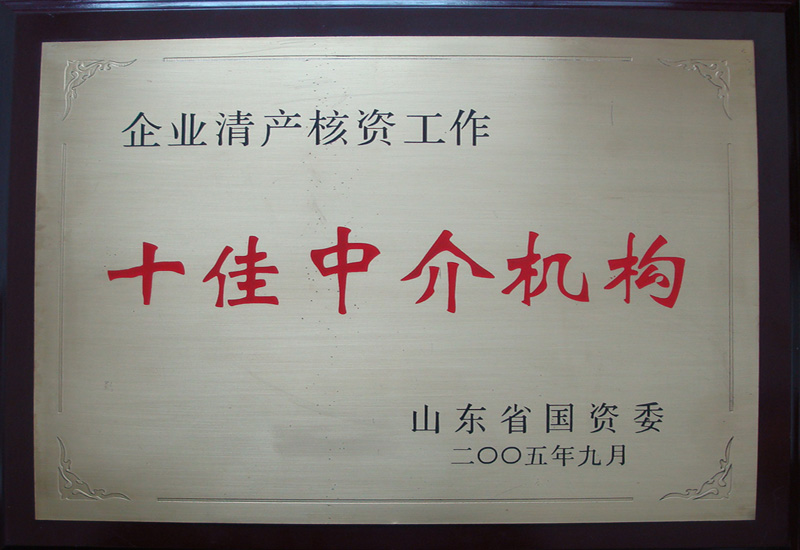 企业清产核资工作
十佳中介机构
山东省国资委
二〇〇五年九月